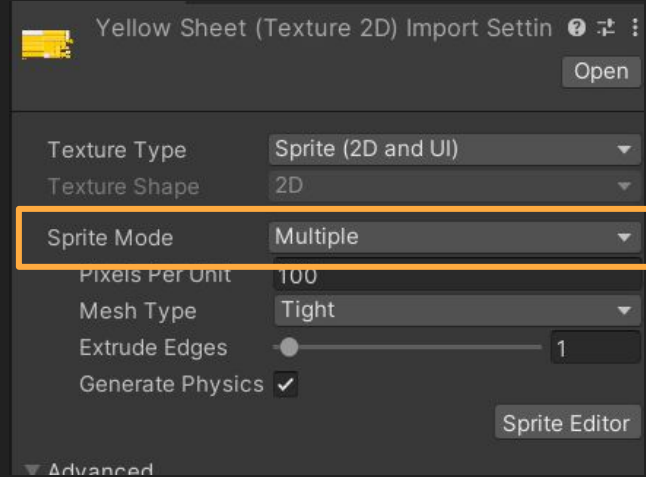 Yellow Sheet (Texture 2D) Import Settin
Open
Texture Type Sprite (2D and UI)
Texture Shape 2D
Sprite Mode Multiple
Pixels Per Unit 100
Mesh Type Tight
Extrude Edges 1
Generate Physics
Sprite Editor
Advanced